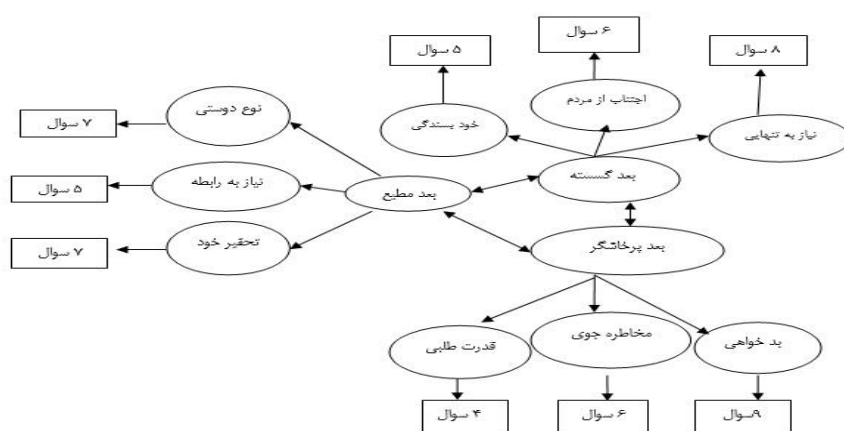 ۶ سوال
۵ سوال
۸ سوال
اجتناب از مردم
نوع دوستی
خود بسندگی
نیاز به تنهایی
۷ سوال
نیاز به رابطه
بعد گسسته
۵ سوال
بعد مطیع
تحقیر خود
۷ سوال
بعد پرخاشگر
مخاطره جوی
بد خواهی
قدرت طلبی
۹سوال
۶ سوال
۴ سوال